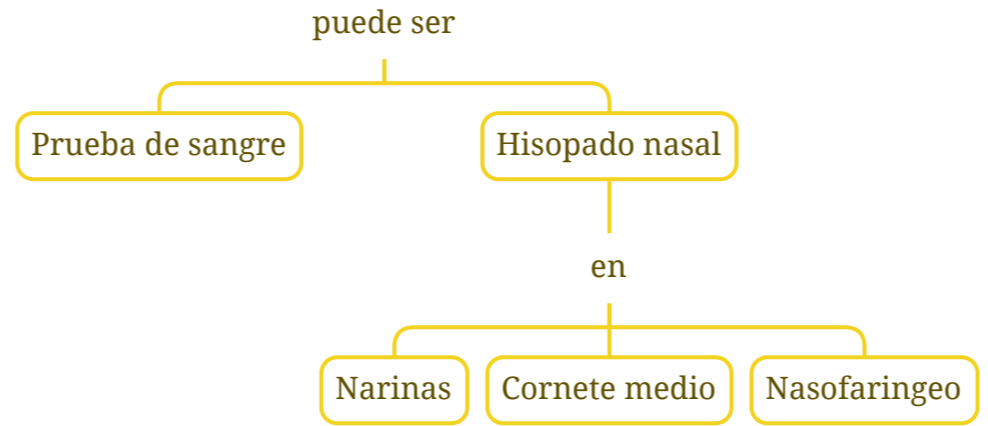 puede ser
Prueba de sangre
Hisopado nasal
en
Narinas
Cornete medio
Nasofaringeo